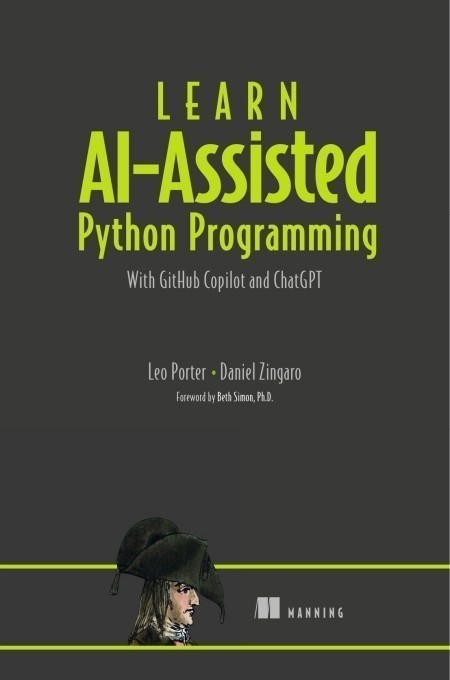 LEARN
AI-Assisted
Python Programming
With GitHub Copilot and ChatGPT
Leo Porter • Daniel Zingaro
Foreword by Beth Simon, Ph.D.
MANNING